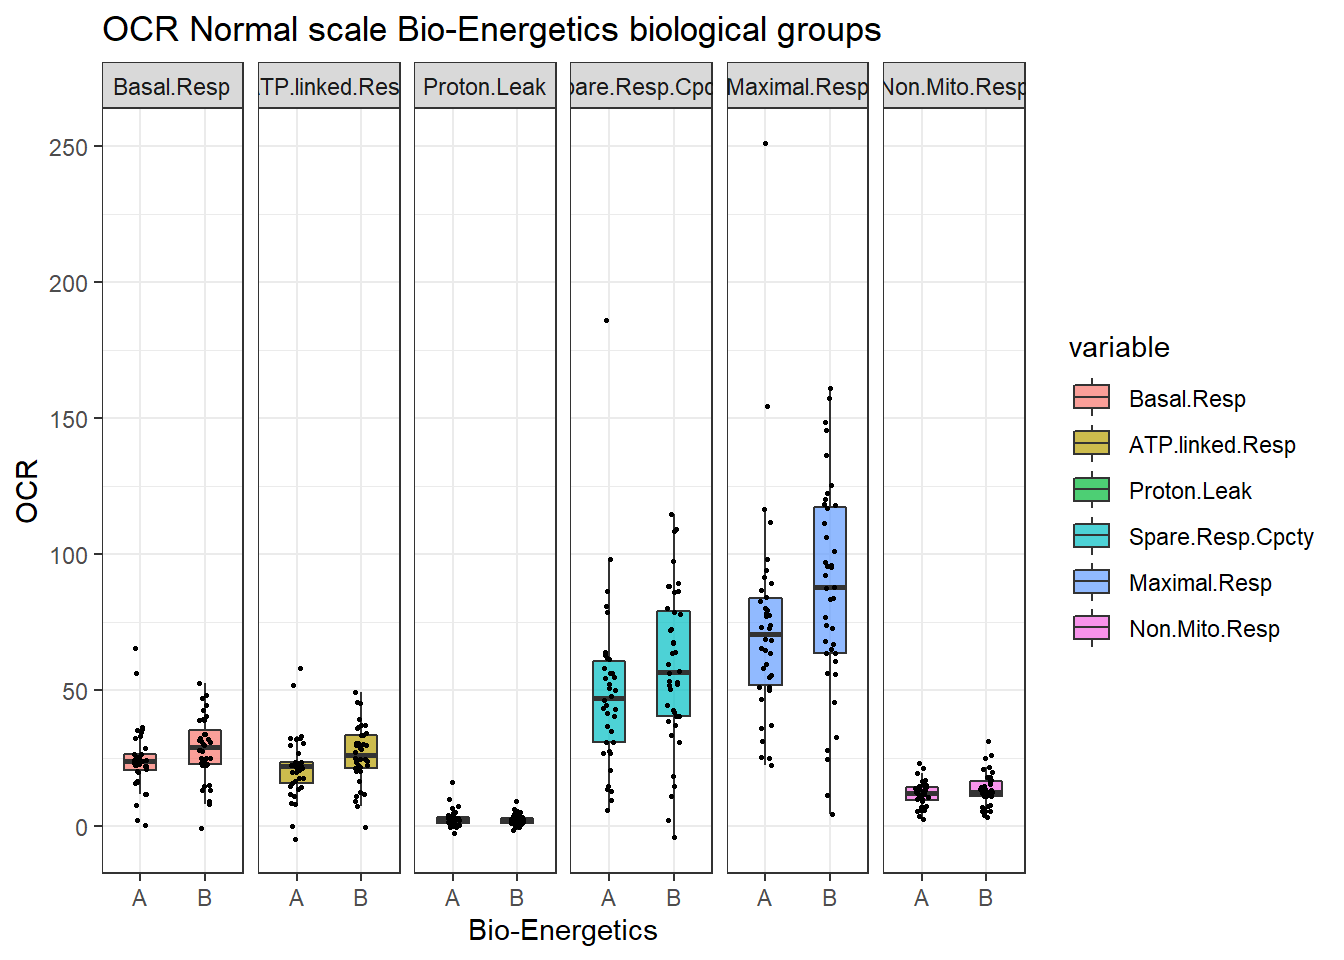 OCR Normal scale Bio-Energetics biological groups
Basal.Resp TP.linked.Res Proton.Leak pare.Resp.Cpc Maximal.Resp Non.Mito.Resp
250
200
150
100
50
0
OCR
A B A B A B A B A B A B
Bio-Energetics
variable
Basal.Resp
ATP.linked.Resp
Proton.Leak
Spare.Resp.Cpcty
Maximal.Resp
Non.Mito.Resp